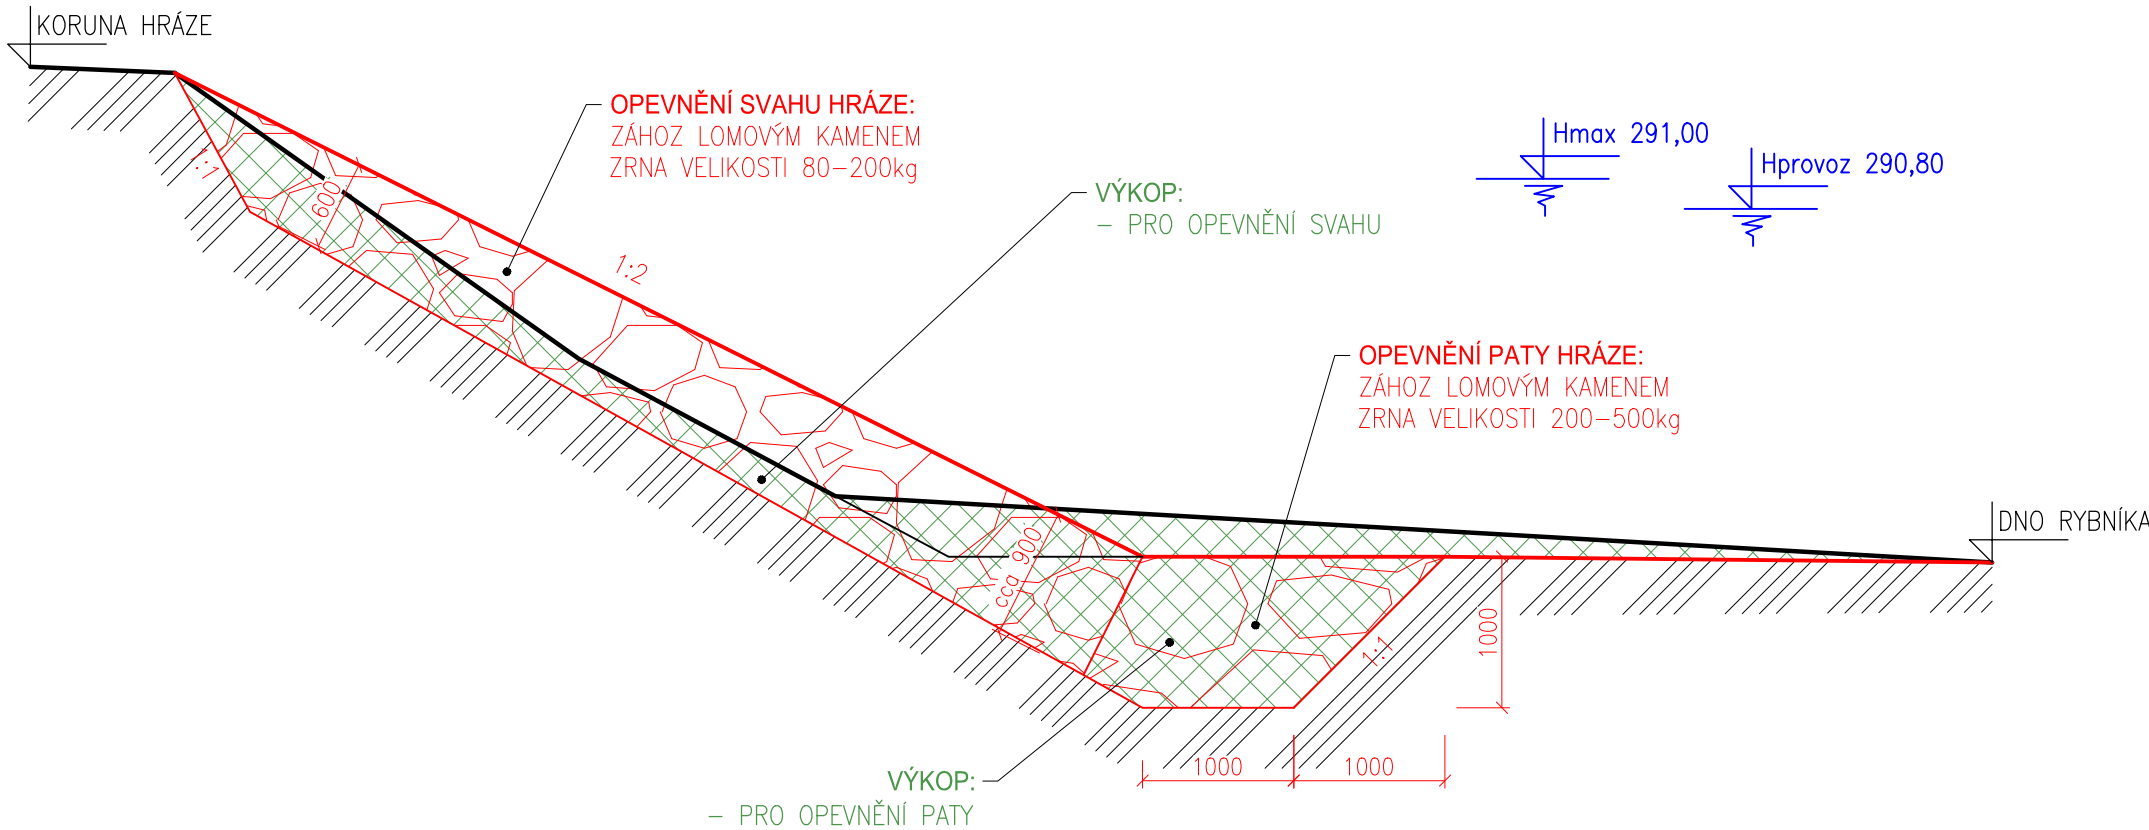 KORUNA HRÁZE
OPEVNĚNÍ SVAHU HRÁZE:
ZÁHOZ LOMOVÝM KAMENEM
ZRNA VELIKOSTI 80-200kg
Hmax 291,00
Hprovoz 290,80
VÝKOP:
- PRO OPEVNĚNÍ SVAHU
1:1
600
1:2
OPEVNĚNÍ PATY HRÁZE:
ZÁHOZ LOMOVÝM KAMENEM
ZRNA VELIKOSTI 200-500kg
DNO RYBNÍKA
cca 900
1:1
1000
1000
1000
VÝKOP:
- PRO OPEVNĚNÍ PATY